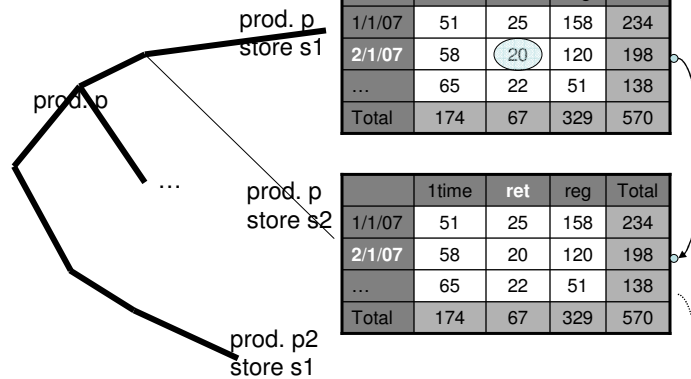 prod. p
store s1
1/1/07 51 25 158 234
2/1/07 58 20 120 198
... 65 22 51 138
Total 174 67 329 570
prod. p
...
prod. p
store s2
1time ret reg Total
1/1/07 51 25 158 234
2/1/07 58 20 120 198
... 65 22 51 138
Total 174 67 329 570
prod. p2
store s1